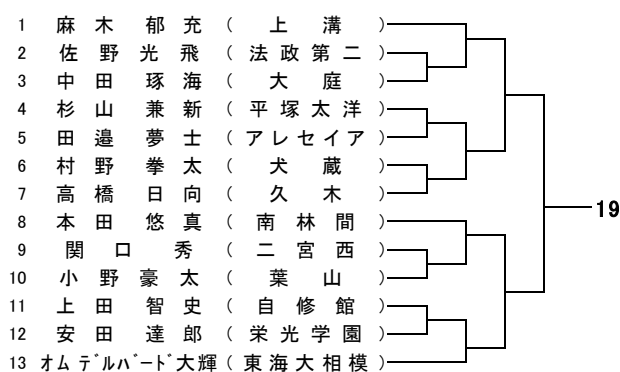 1 麻木 郁充 ( 上溝 )
2 佐野光飛 ( 法政第二 )
3 中田 琢海 ( 大庭 )
4 杉山 兼新 ( 平塚太洋 )
5 田邉 夢士 ( アレセイア )
6 村野 拳太 ( 犬蔵 )
7 高橋 日向 ( 久木 )
8 本田 悠真 ( 南林間 )
9 関口 秀 ( 二宮西 )
10 小野豪太 ( 葉山 )
11 上田 智史 ( 自修館 )
12 安田 達郎 ( 栄光学園 )
13 オムデルバード大輝 ( 東海大相模 )
19